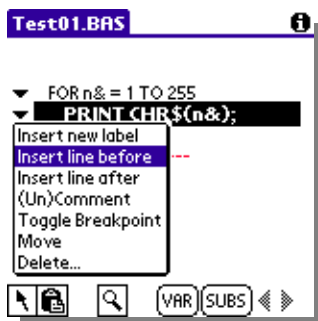 Test01.BAS
FOR n& = 1 TO 255
PRINT CHR$(n&);
Insert new label
Insert line before
Insert line after
(Un)Comment
Toggle Breakpoint
Move
Delete...
VAR SUBS